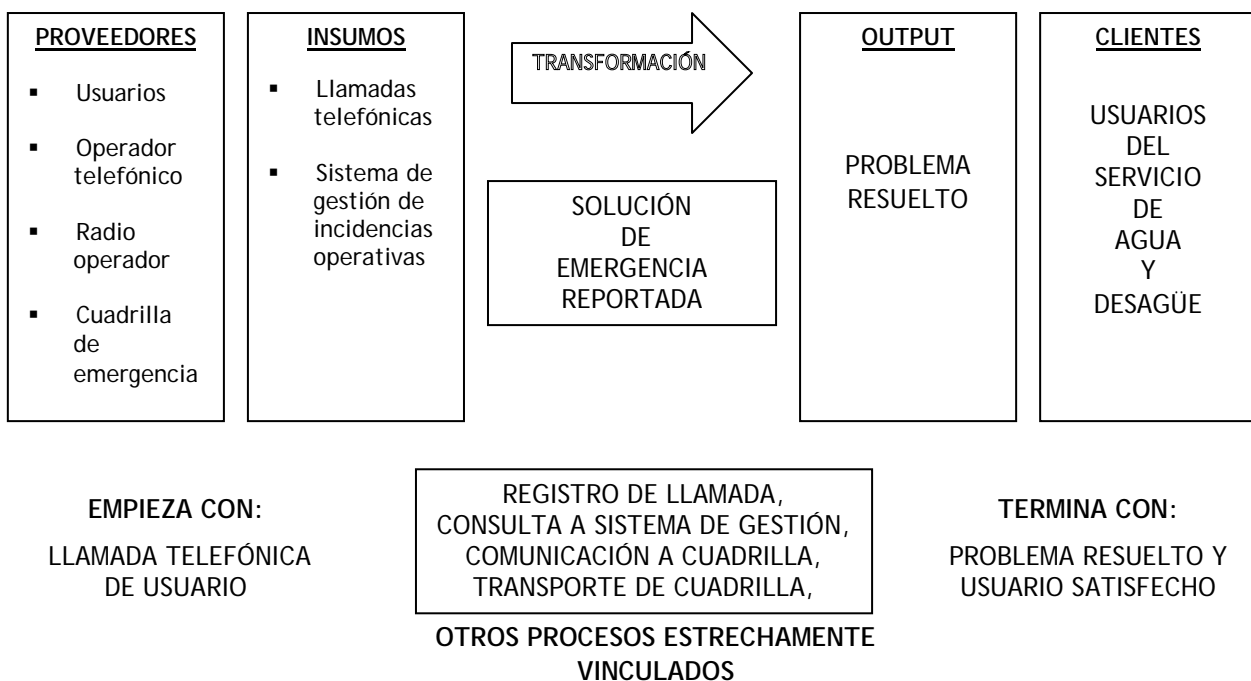 PROVEEDORES
▪ Usuarios
▪ Operador
telefónico
▪ Radio
operador
▪ Cuadrilla
de
emergencia
INSUMOS
▪ Llamadas
telefónicas
▪ Sistema de
gestión de
incidencias
operativas
TRANSFORMACIÓN
SOLUCIÓN
DE
EMERGENCIA
REPORTADA
OUTPUT
PROBLEMA
RESUELTO
CLIENTES
USUARIOS
DEL
SERVICIO
DE
AGUA
Y
DESAGÜE
EMPIEZA CON:
LLAMADA TELEFÓNICA
DE USUARIO
REGISTRO DE LLAMADA,
CONSULTA A SISTEMA DE GESTIÓN,
COMUNICACIÓN A CUADRILLA,
TRANSPORTE DE CUADRILLA,
OTROS PROCESOS ESTRECHAMENTE
VINCULADOS
TERMINA CON:
PROBLEMA RESUELTO Y
USUARIO SATISFECHO